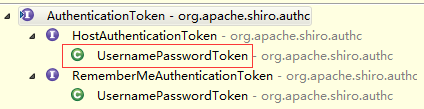 AuthenticationToken - org.apache.shiro.authc
HostAuthenticationToken - org.apache.shiro.authc
UsernamePasswordToken - org.apache.shiro.authc
RememberMeAuthenticationToken - org.apache.shiro.authc
UsernamePasswordToken - org.apache.shiro.authc